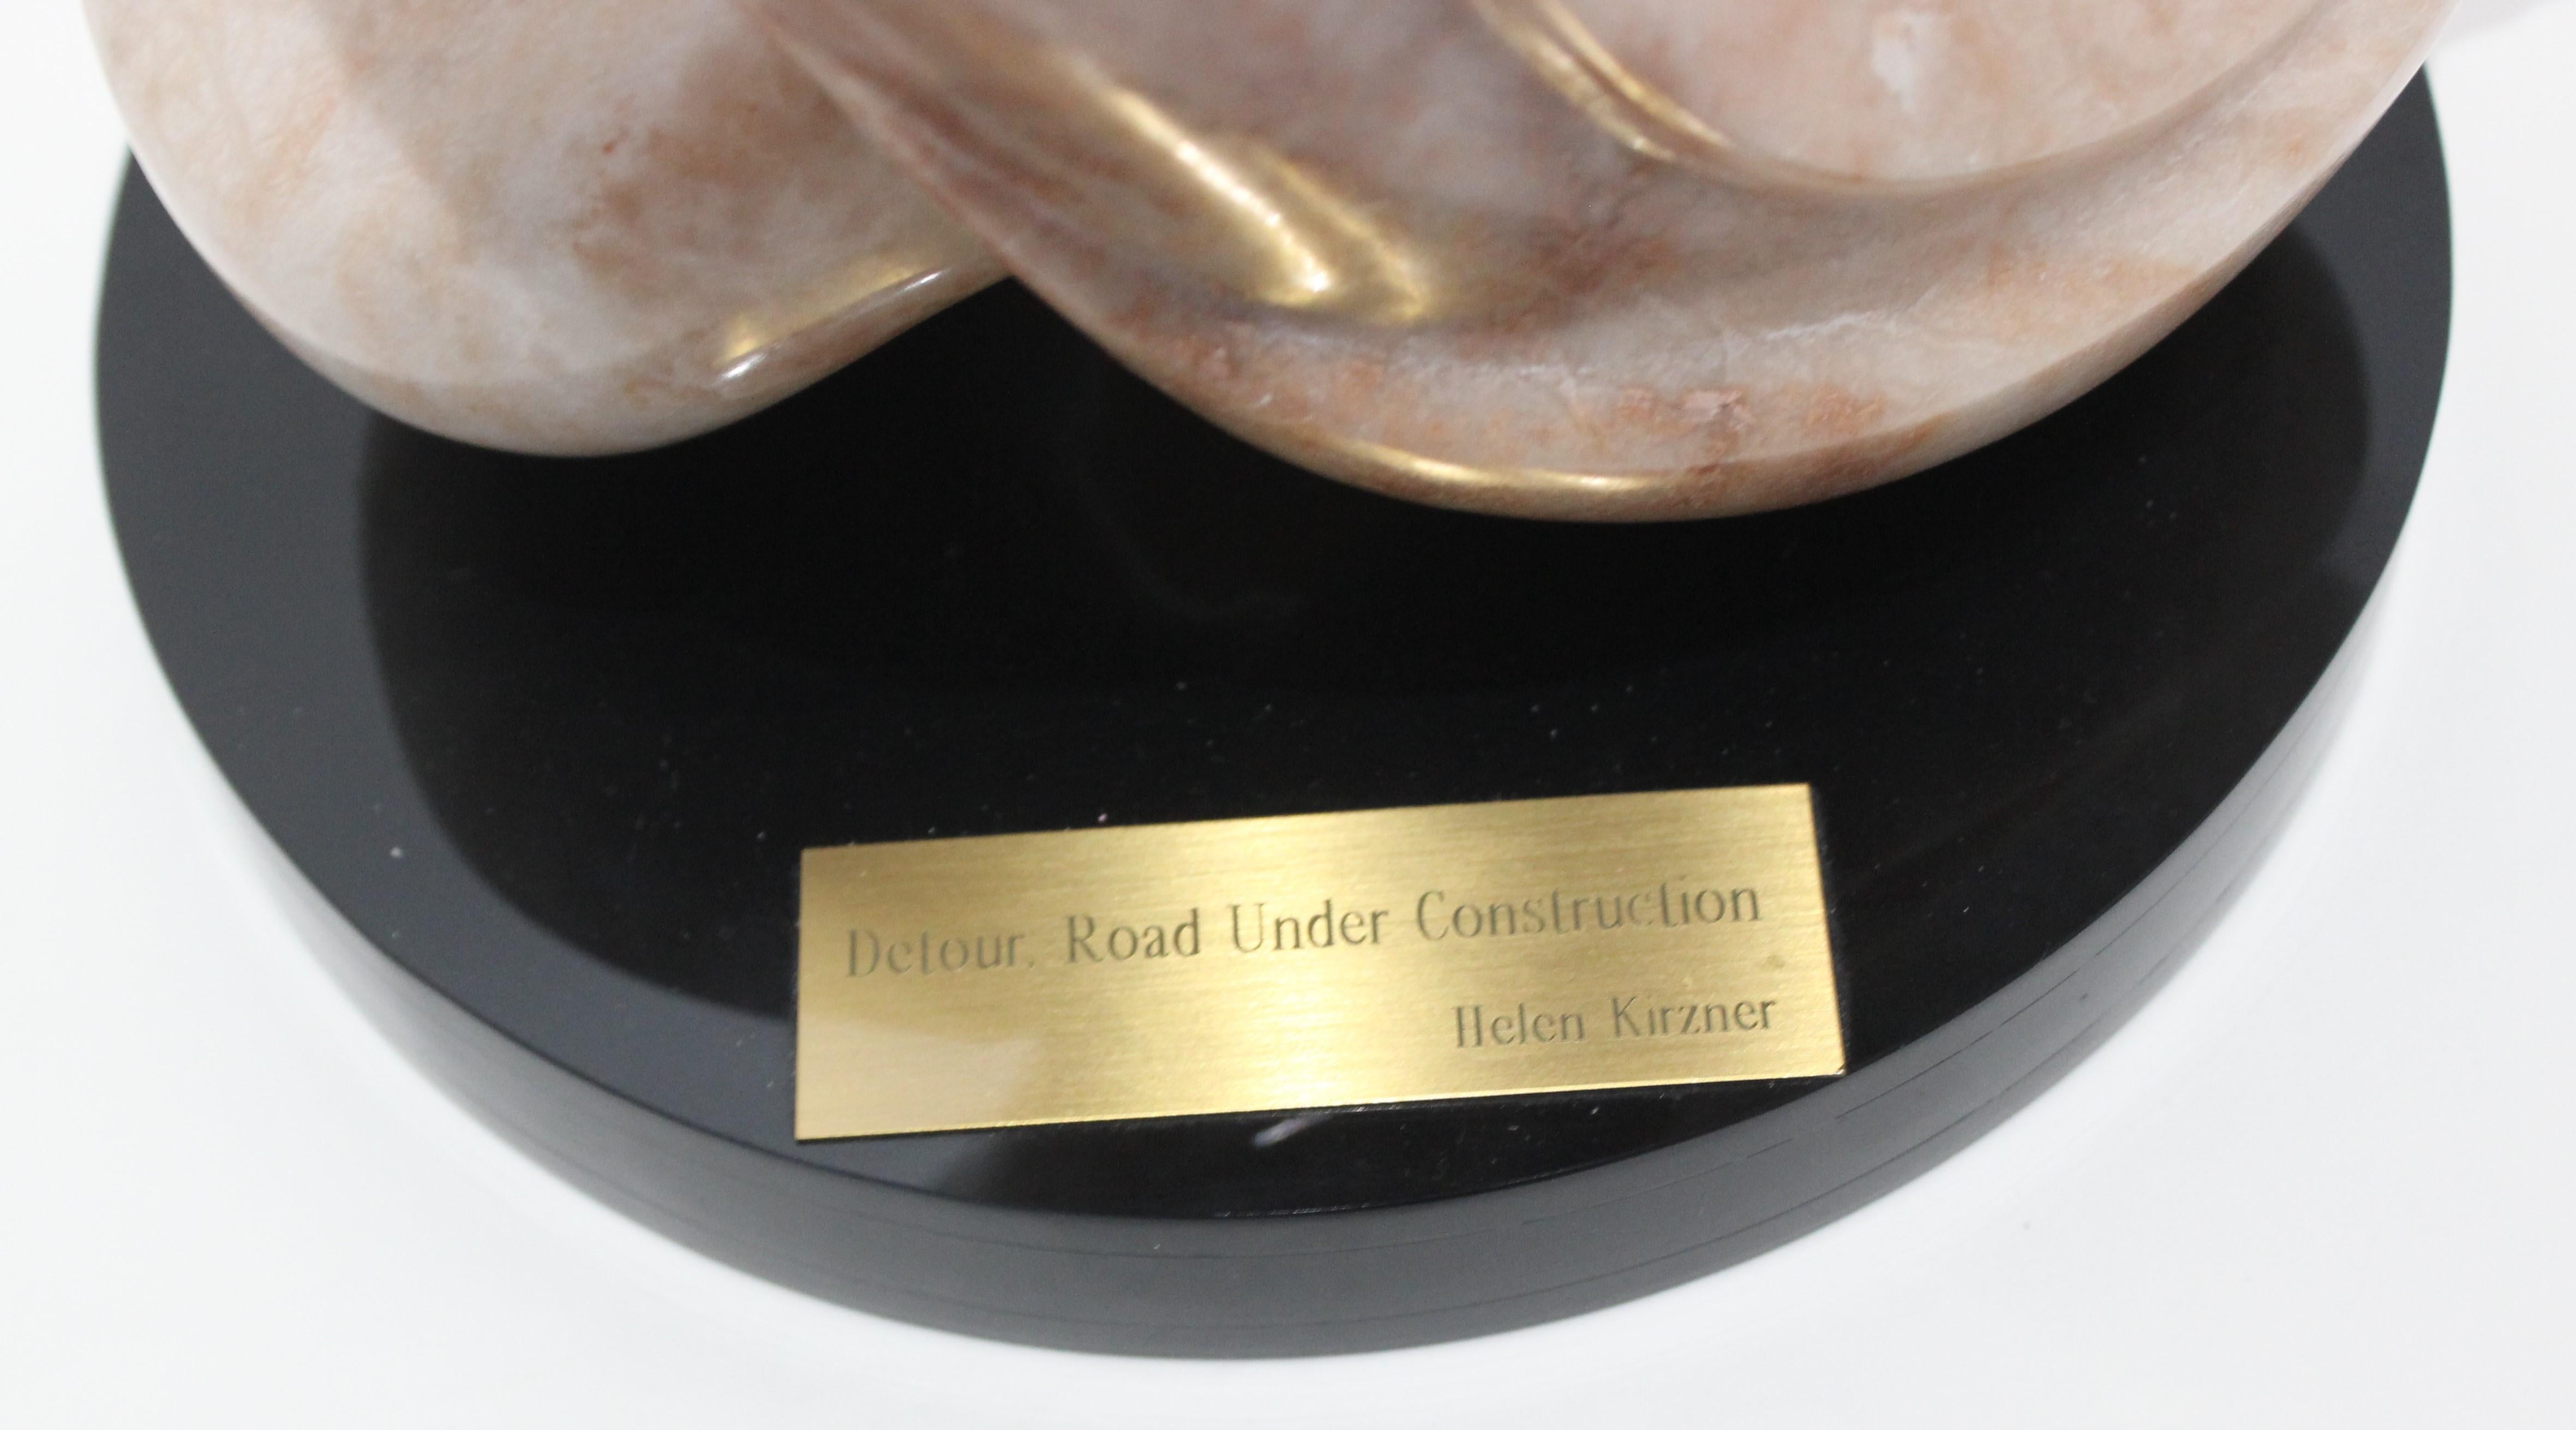 Detour, Road Under Construction
Helen Kirzner